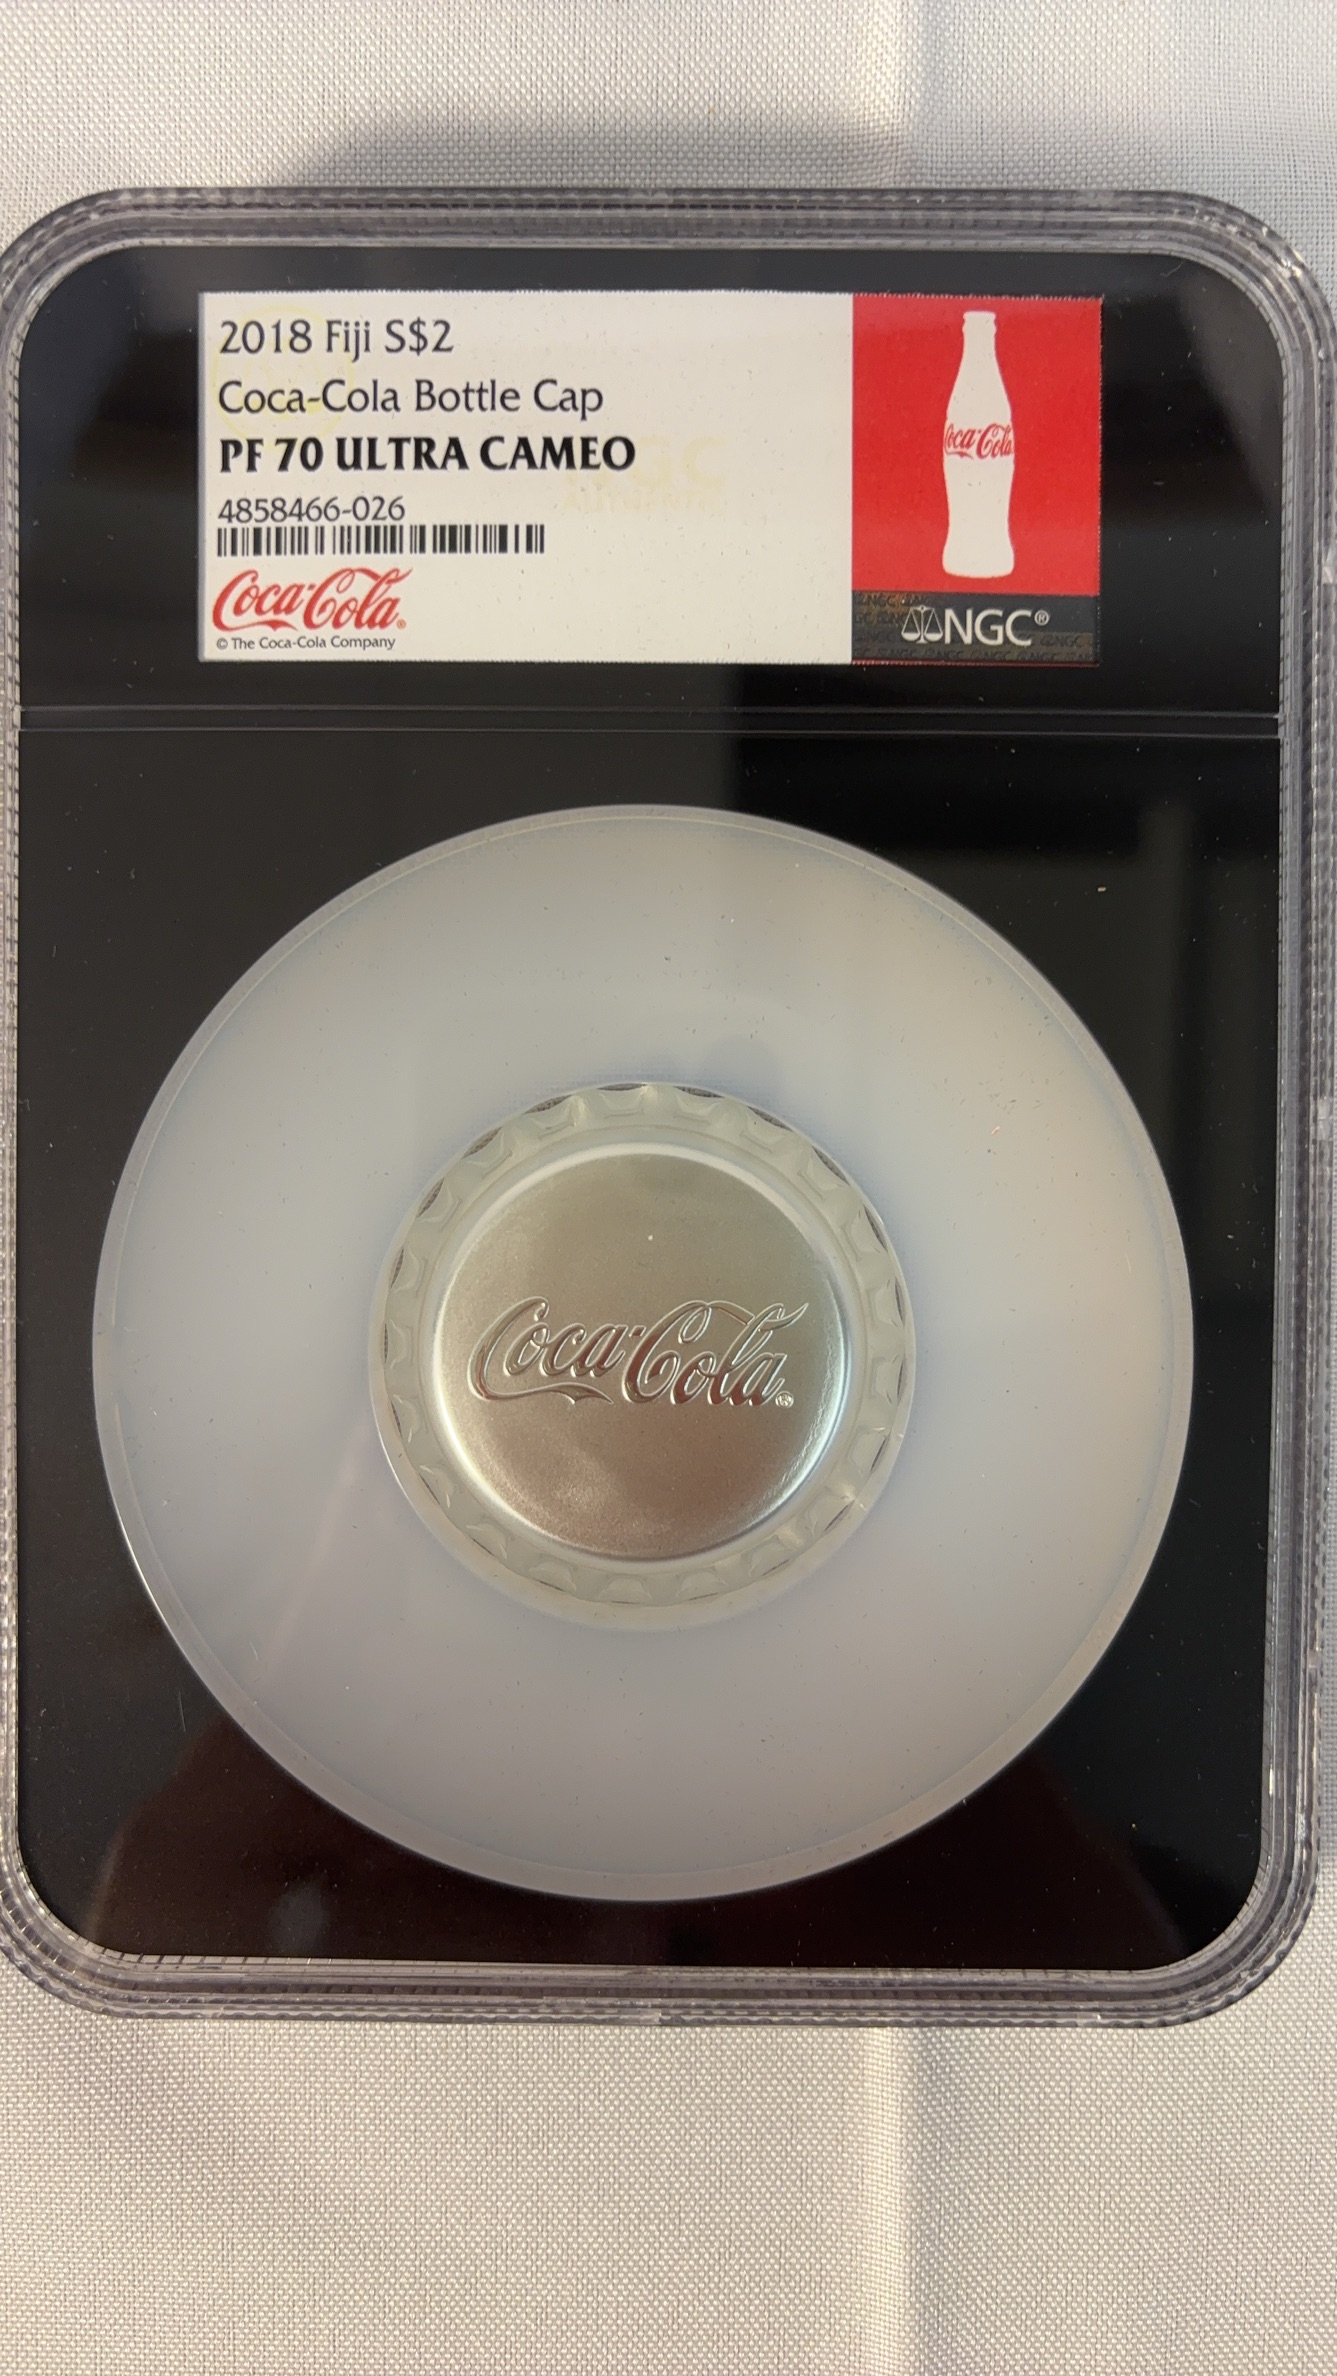 2018 Fiji S$2
Coca-Cola Bottle Cap
PF 70 ULTRA CAMEO
4858466-026
Coca-Cola®
© The Coca-Cola Company
Coca-Cola
NGC®
Coca-Cola®